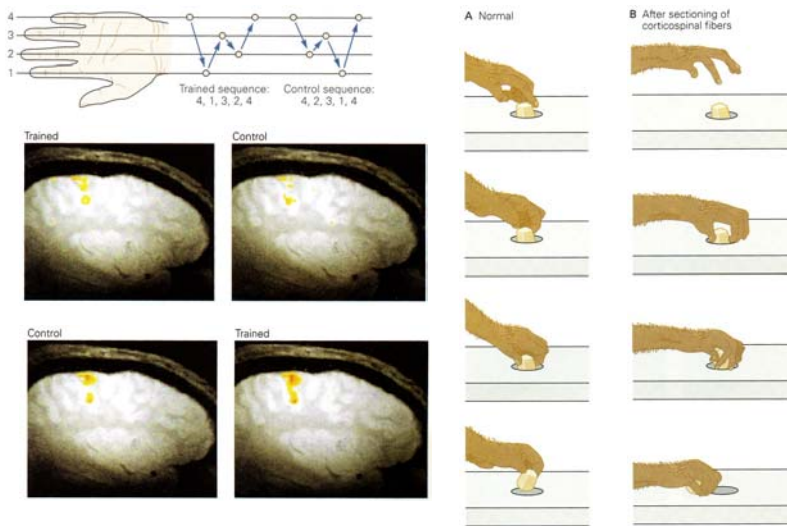 4
3
2
1
Trained sequence:
4, 1, 3, 2, 4
Control sequence:
4, 2, 3, 1, 4
Trained
Control
Control
Trained
A Normal
B After sectioning of
corticospinal fibers